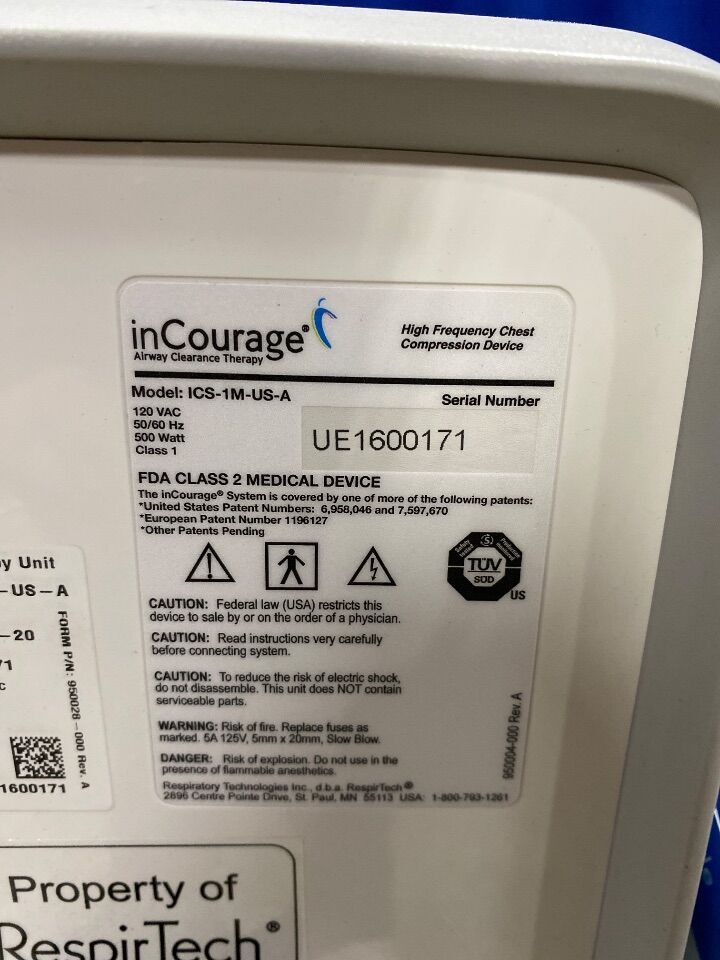 inCourage®
Airway Clearance Therapy
High Frequency Chest
Compression Device
Model: ICS-1M-US-A
Serial Number
120 VAC
50/60 Hz
500 Watt
Class 1
UE1600171
FDA CLASS 2 MEDICAL DEVICE
The inCourage® System is covered by one of more of the following patents:
*United States Patent Numbers: 6,958,046 and 7,597,670
*European Patent Number 1196127
*Other Patents Pending
TÜV
SÜD
US
CAUTION: Federal law (USA) restricts this
device to sale by or on the order of a physician.
CAUTION: Read instructions very carefully
before connecting system.
CAUTION: To reduce the risk of electric shock,
do not disassemble. This unit does NOT contain
serviceable parts.
WARNING: Risk of fire. Replace fuses as
marked. 5A 125V, 5mm x 20mm, Slow Blow.
DANGER: Risk of explosion. Do not use in the
presence of flammable anesthetics.
Respiratory Technologies Inc., d.b.a. RespirTech®
2896 Centre Pointe Drive, St. Paul, MN 55113 USA 1-800-793-1261
950004-000 Rev. A
y Unit
-US-A
-20
71
c
FORM P/N: 950028-000 Rev. A
1600171
Property of
RespirTech®